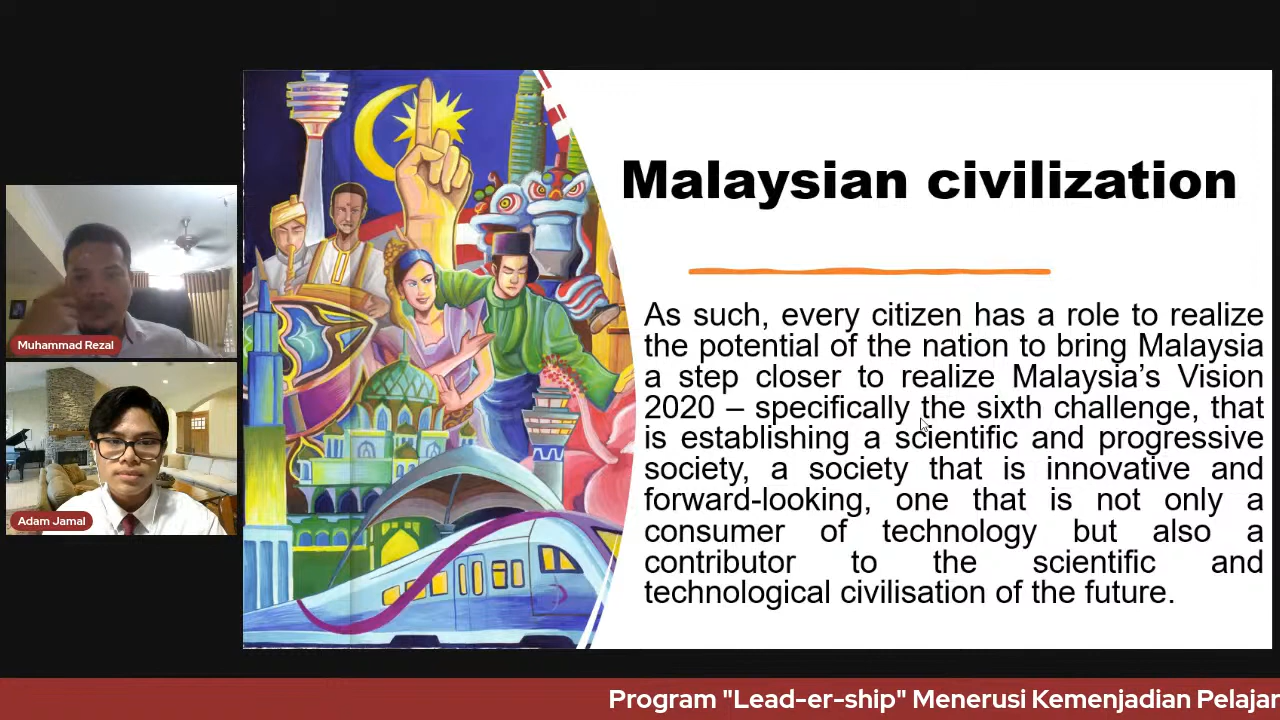 Malaysian civilization
As such, every citizen has a role to realize
the potential of the nation to bring Malaysia
a step closer to realize Malaysia’s Vision
2020 – specifically the sixth challenge, that
is establishing a scientific and progressive
society, a society that is innovative and
forward-looking, one that is not only a
consumer of technology but also a
contributor to the scientific and
technological civilisation of the future.
Muhammad Rezal
Adam Jamal
Program "Lead-er-ship" Menerusi Kemenjadian Pelajar